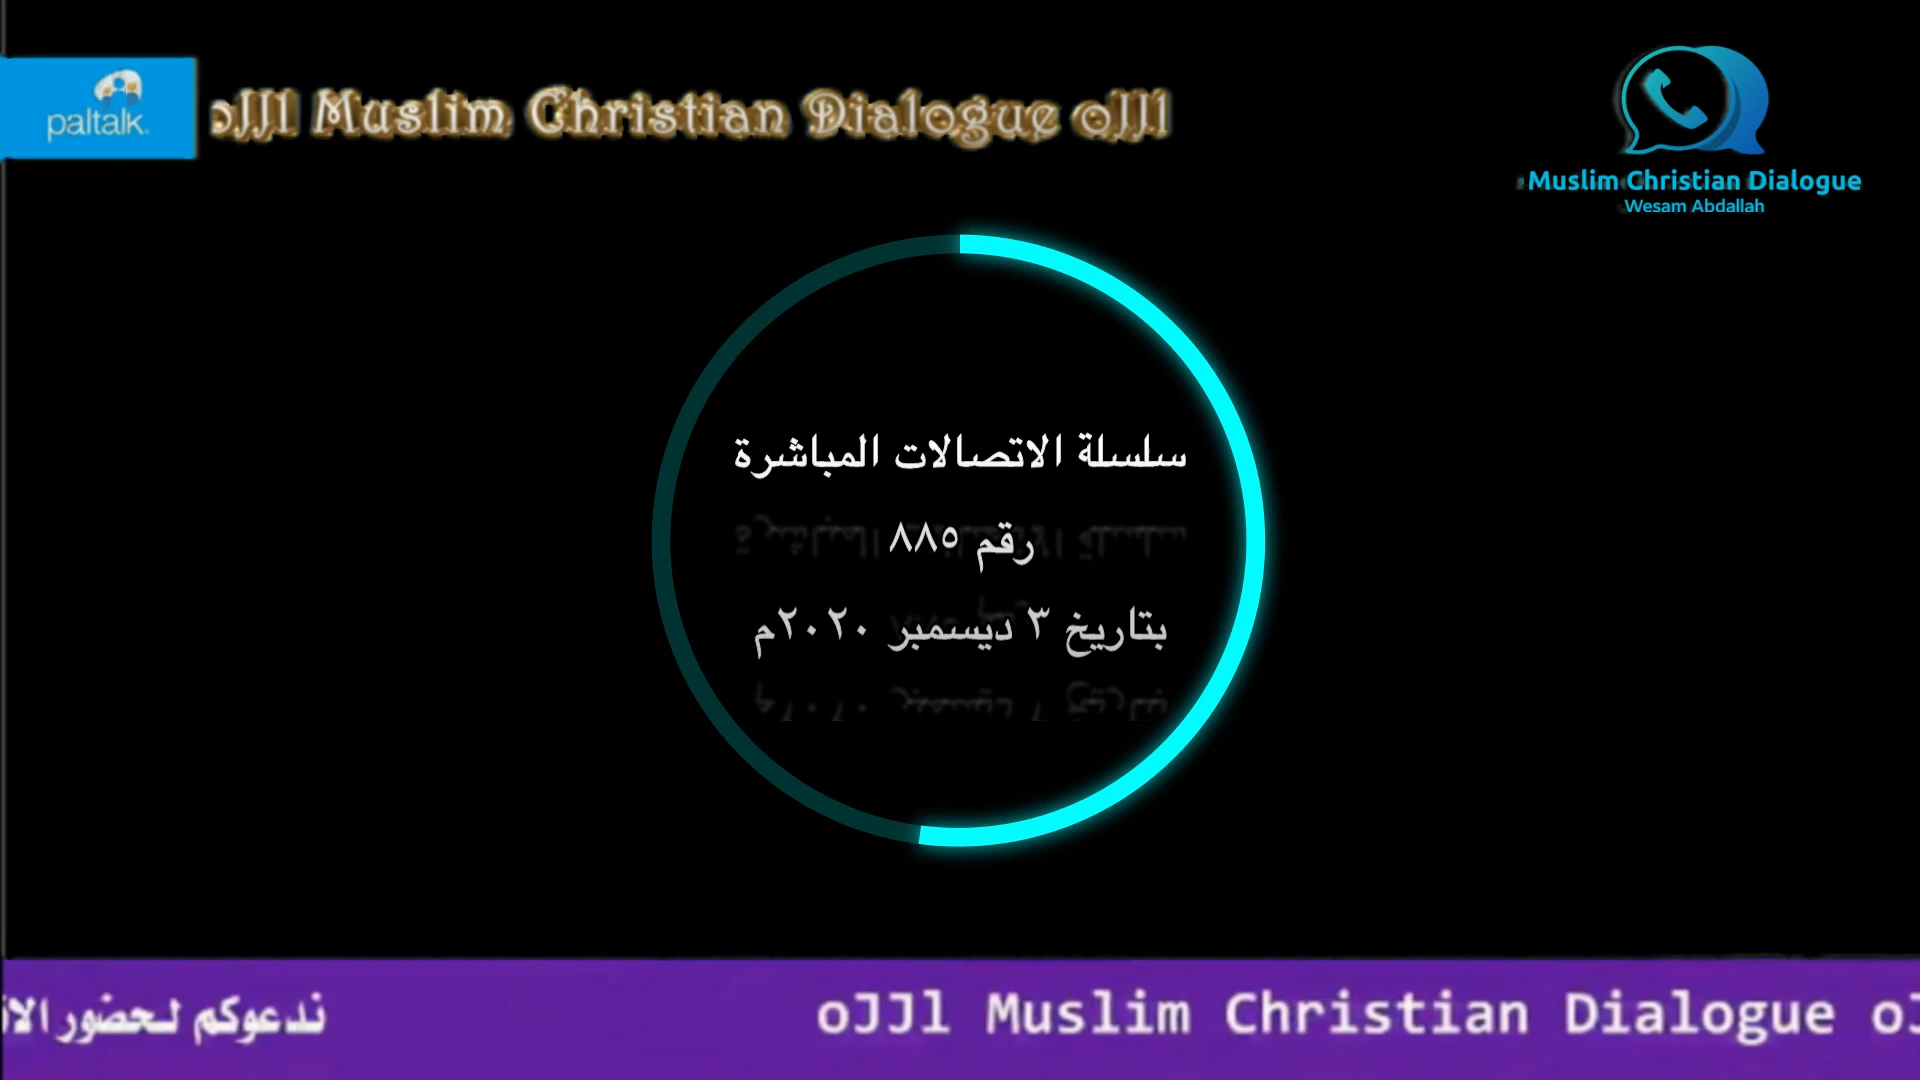 paltalk
oJJl Muslim Christian Dialogue oJJl
Muslim Christian Dialogue
Wesam Abdallah
سلسلة الاتصالات المباشرة
رقم ٨٨٥
بتاريخ ٣ ديسمبر ٢٠٢٠م
oJJl Muslim Christian Dialogue ندعوكم لحضور